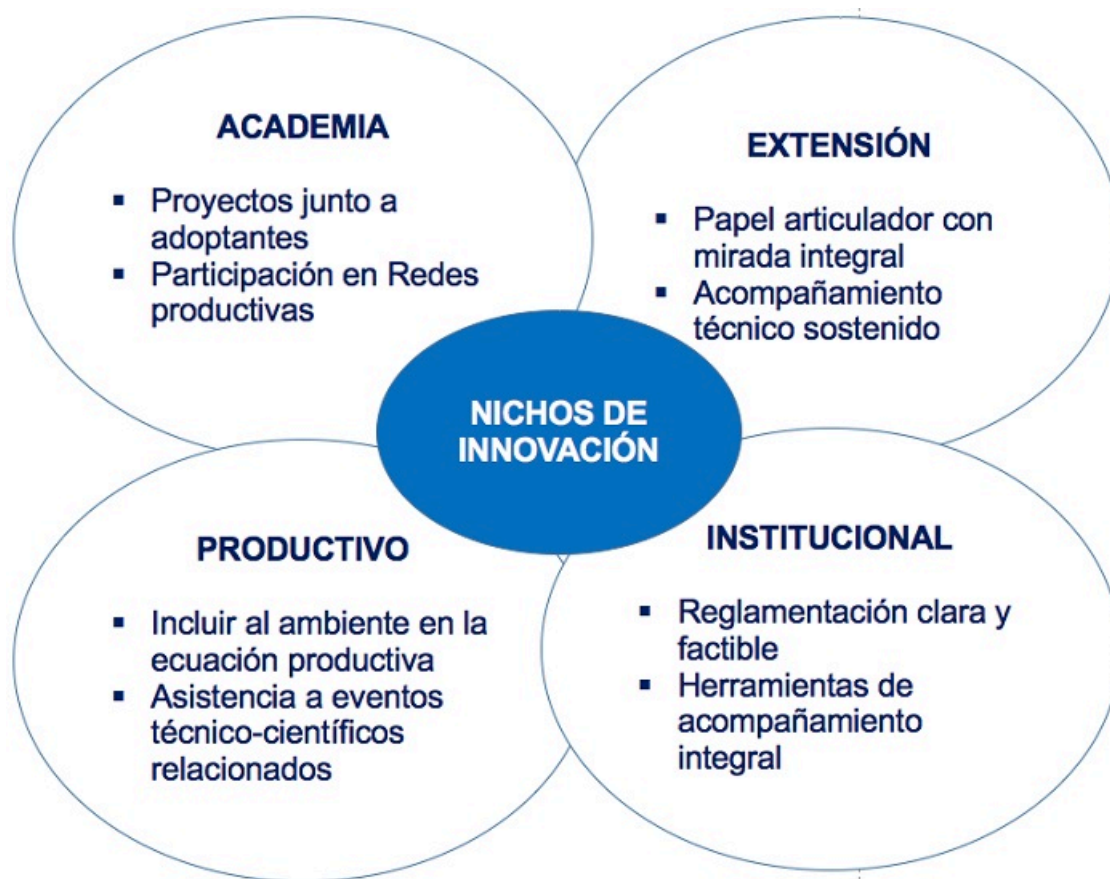 ACADEMIA
▪ Proyectos junto a
adoptantes
▪ Participación en Redes
productivas
EXTENSIÓN
▪ Papel articulador con
mirada integral
▪ Acompañamiento
técnico sostenido
NICHOS DE
INNOVACIÓN
PRODUCTIVO
▪ Incluir al ambiente en la
ecuación productiva
▪ Asistencia a eventos
técnico-científicos
relacionados
INSTITUCIONAL
▪ Reglamentación clara y
factible
▪ Herramientas de
acompañamiento
integral